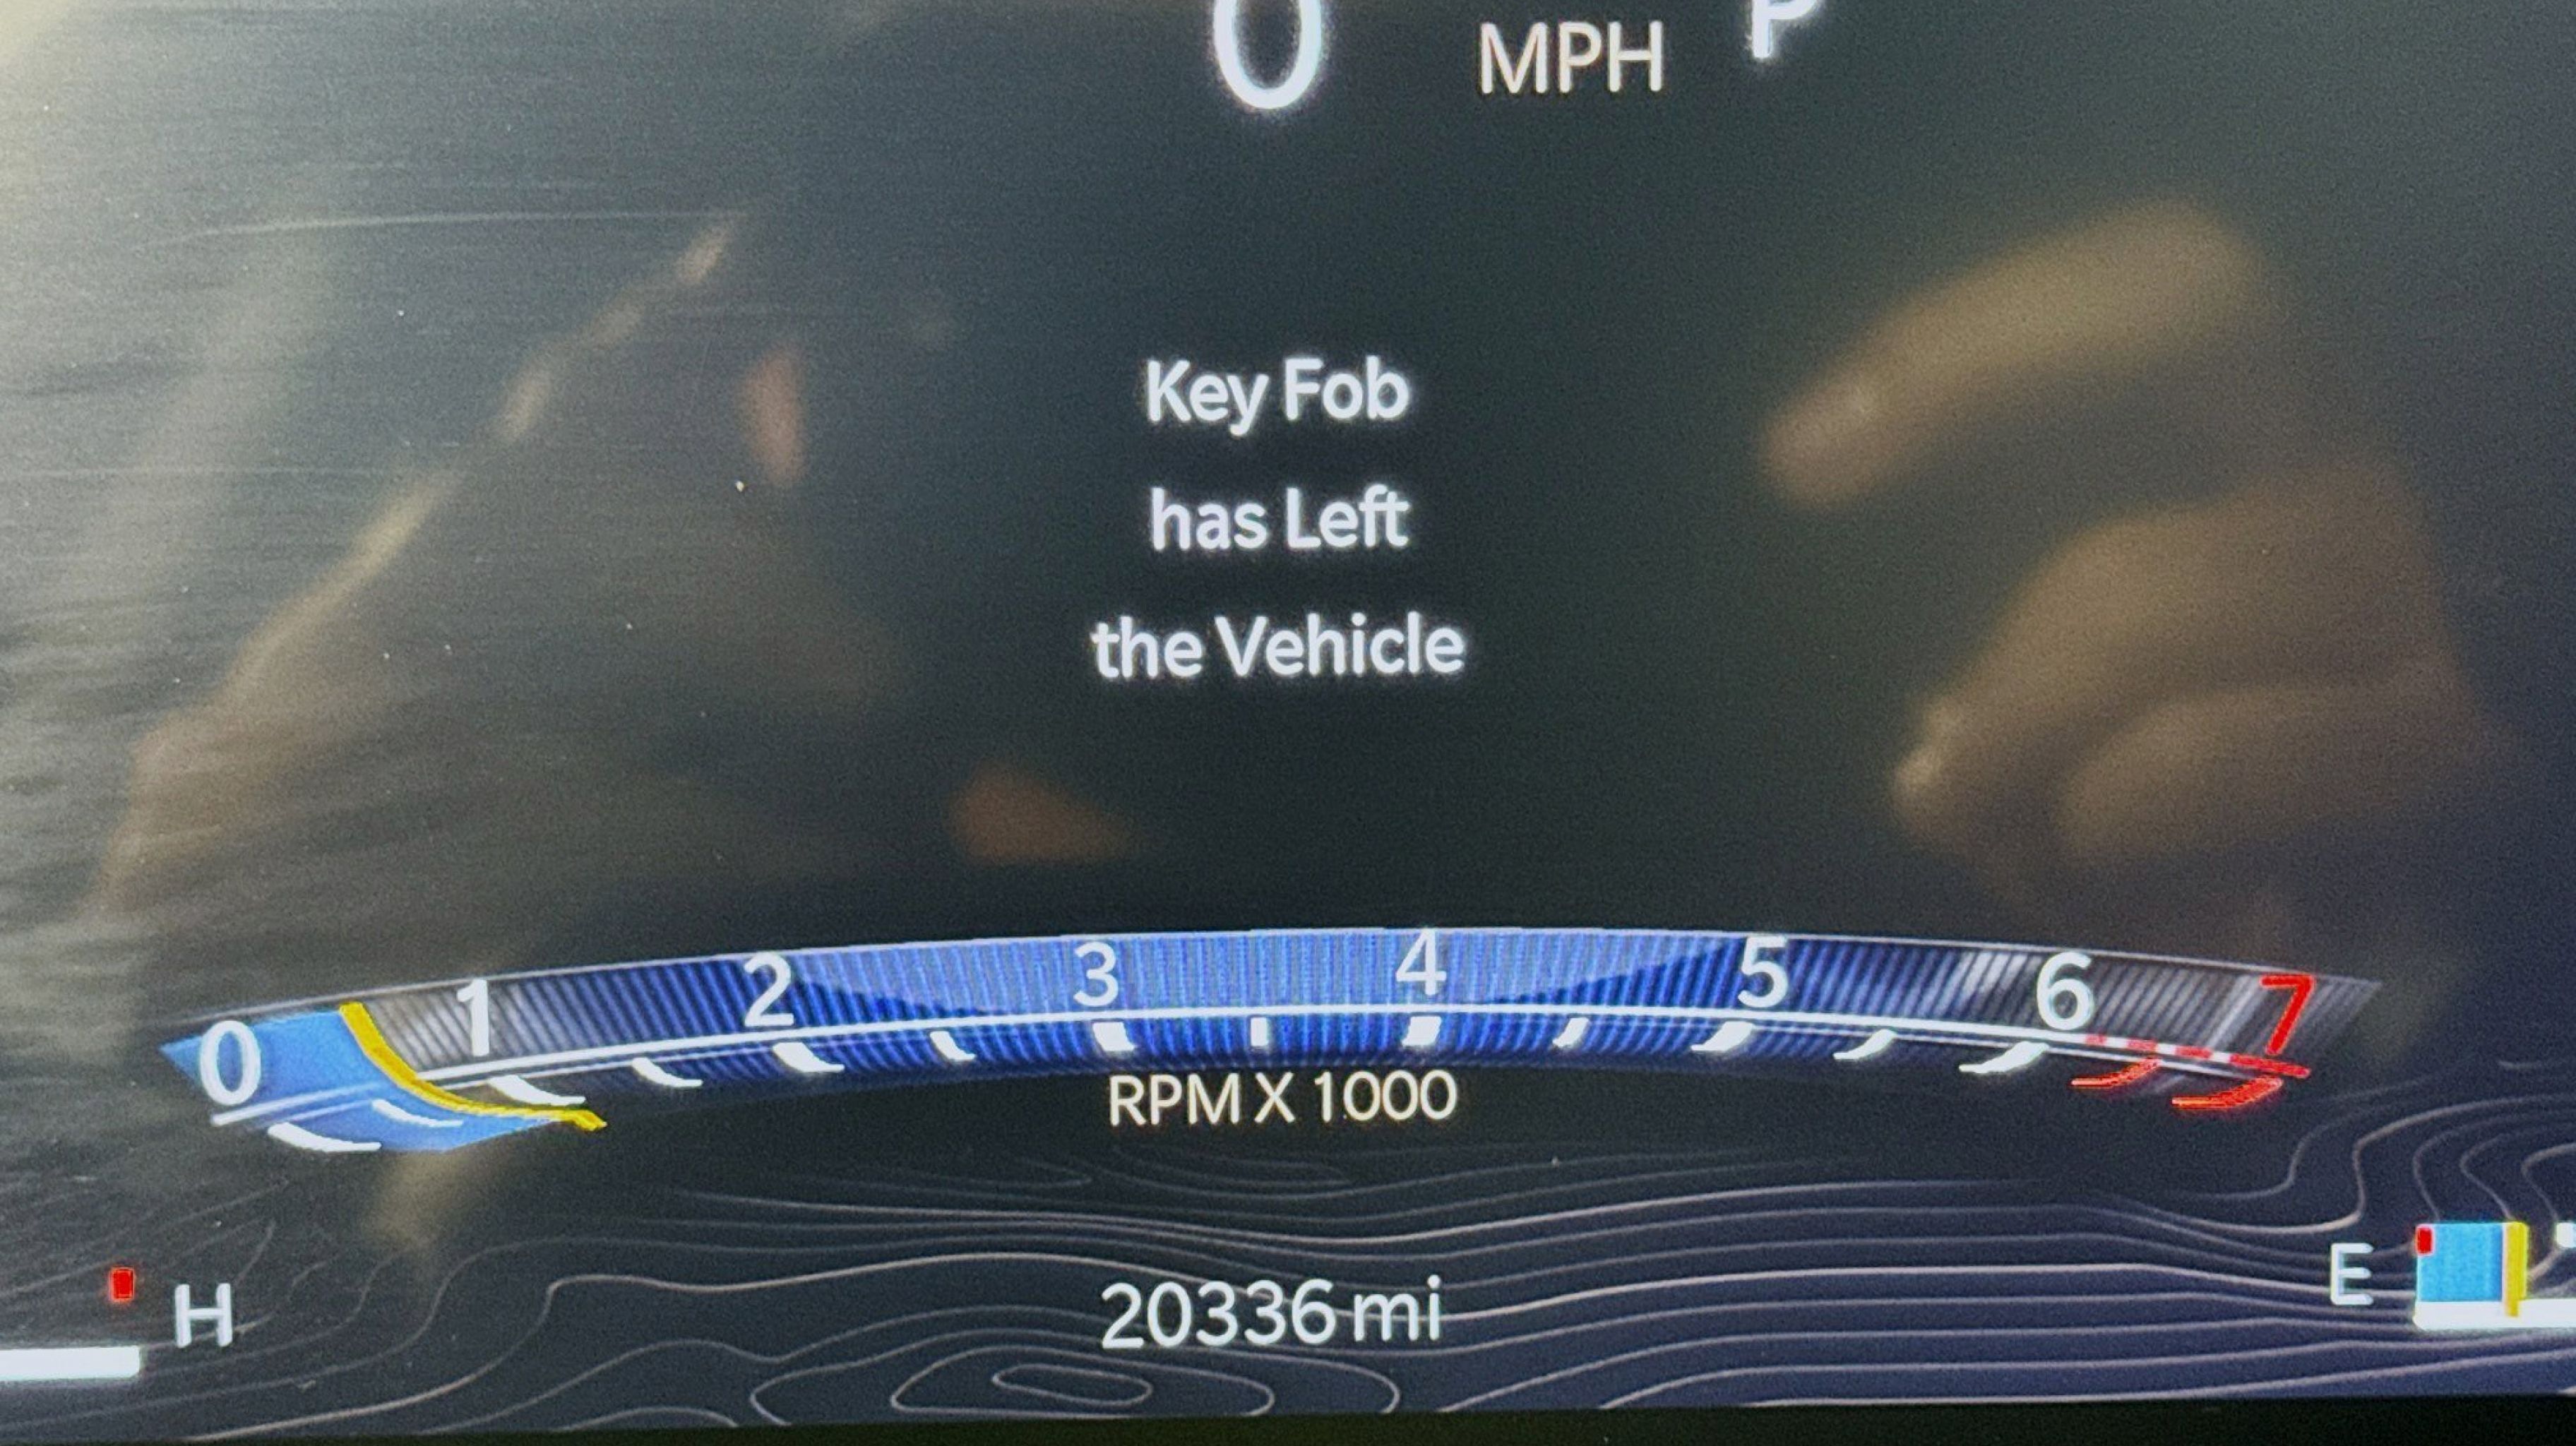 0 MPH P
Key Fob
has Left
the Vehicle
0 1 2 3 4 5 6 7
RPM X 1000
H 20336 mi E